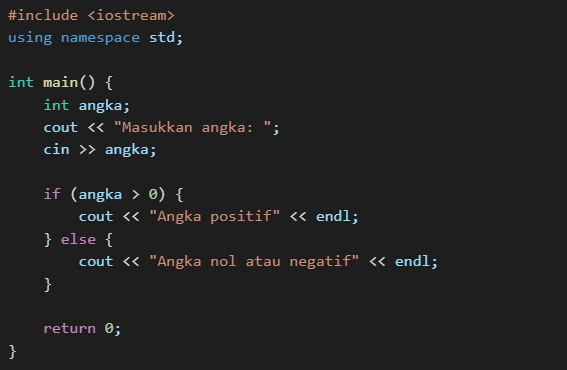 #include <iostream>
using namespace std;

int main() {
    int angka;
    cout << "Masukkan angka: ";
    cin >> angka;

    if (angka > 0) {
        cout << "Angka positif" << endl;
    } else {
        cout << "Angka nol atau negatif" << endl;
    }

    return 0;
}